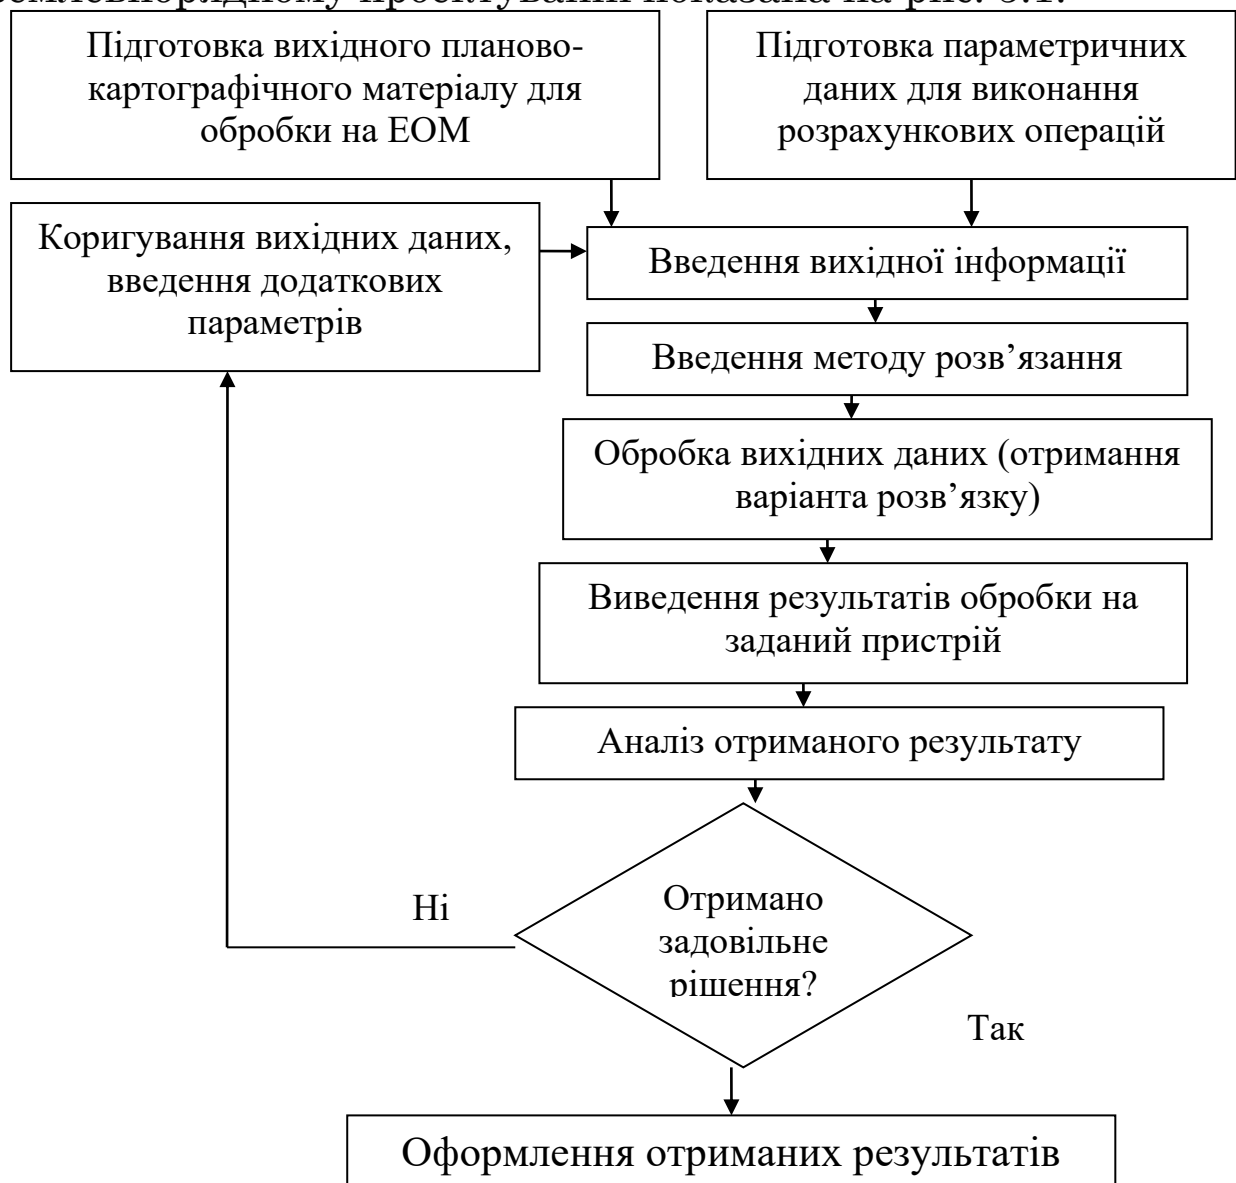 землевпорядному проєктуванні показана на рис. 8.1.
Підготовка вихідного планово-
картографічного матеріалу для
обробки на ЕОМ
Підготовка параметричних
даних для виконання
розрахункових операцій
Коригування вихідних даних,
введення додаткових
параметрів
Введення вихідної інформації
Введення методу розв’язання
Обробка вихідних даних (отримання
варіанта розв’язку)
Виведення результатів обробки на
заданий пристрій
Аналіз отриманого результату
Отримано
задовільне
рішення?
Ні
Так
Оформлення отриманих результатів